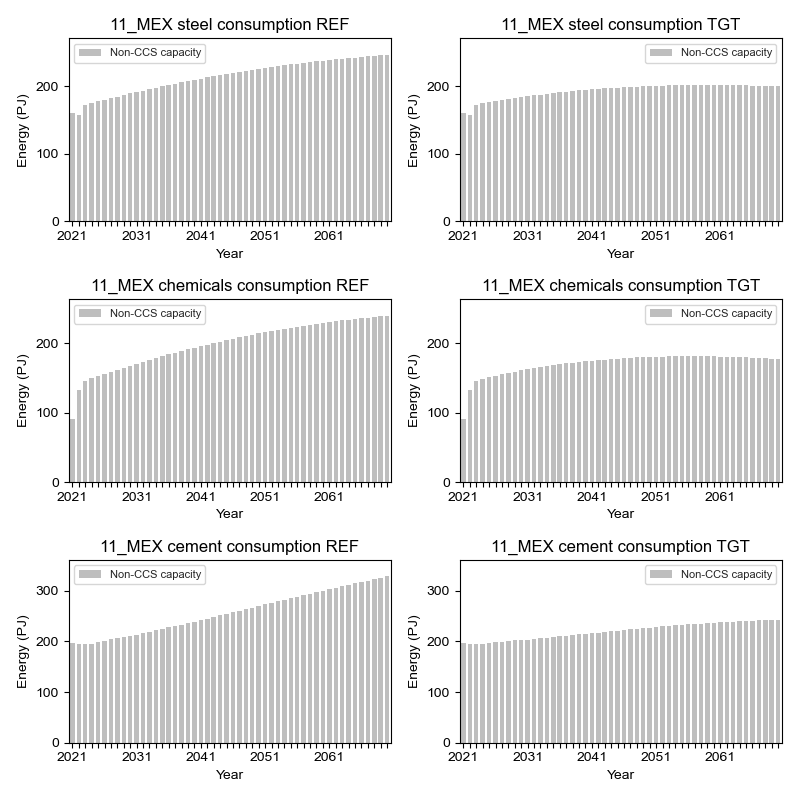 11_MEX steel consumption REF
Non-CCS capacity
Energy (PJ)
200
100
0
2021 2031 2041 2051 2061
Year
11_MEX steel consumption TGT
Non-CCS capacity
Energy (PJ)
200
100
0
2021 2031 2041 2051 2061
Year
11_MEX chemicals consumption REF
Non-CCS capacity
Energy (PJ)
200
100
0
2021 2031 2041 2051 2061
Year
11_MEX chemicals consumption TGT
Non-CCS capacity
Energy (PJ)
200
100
0
2021 2031 2041 2051 2061
Year
11_MEX cement consumption REF
Non-CCS capacity
Energy (PJ)
300
200
100
0
2021 2031 2041 2051 2061
Year
11_MEX cement consumption TGT
Non-CCS capacity
Energy (PJ)
300
200
100
0
2021 2031 2041 2051 2061
Year